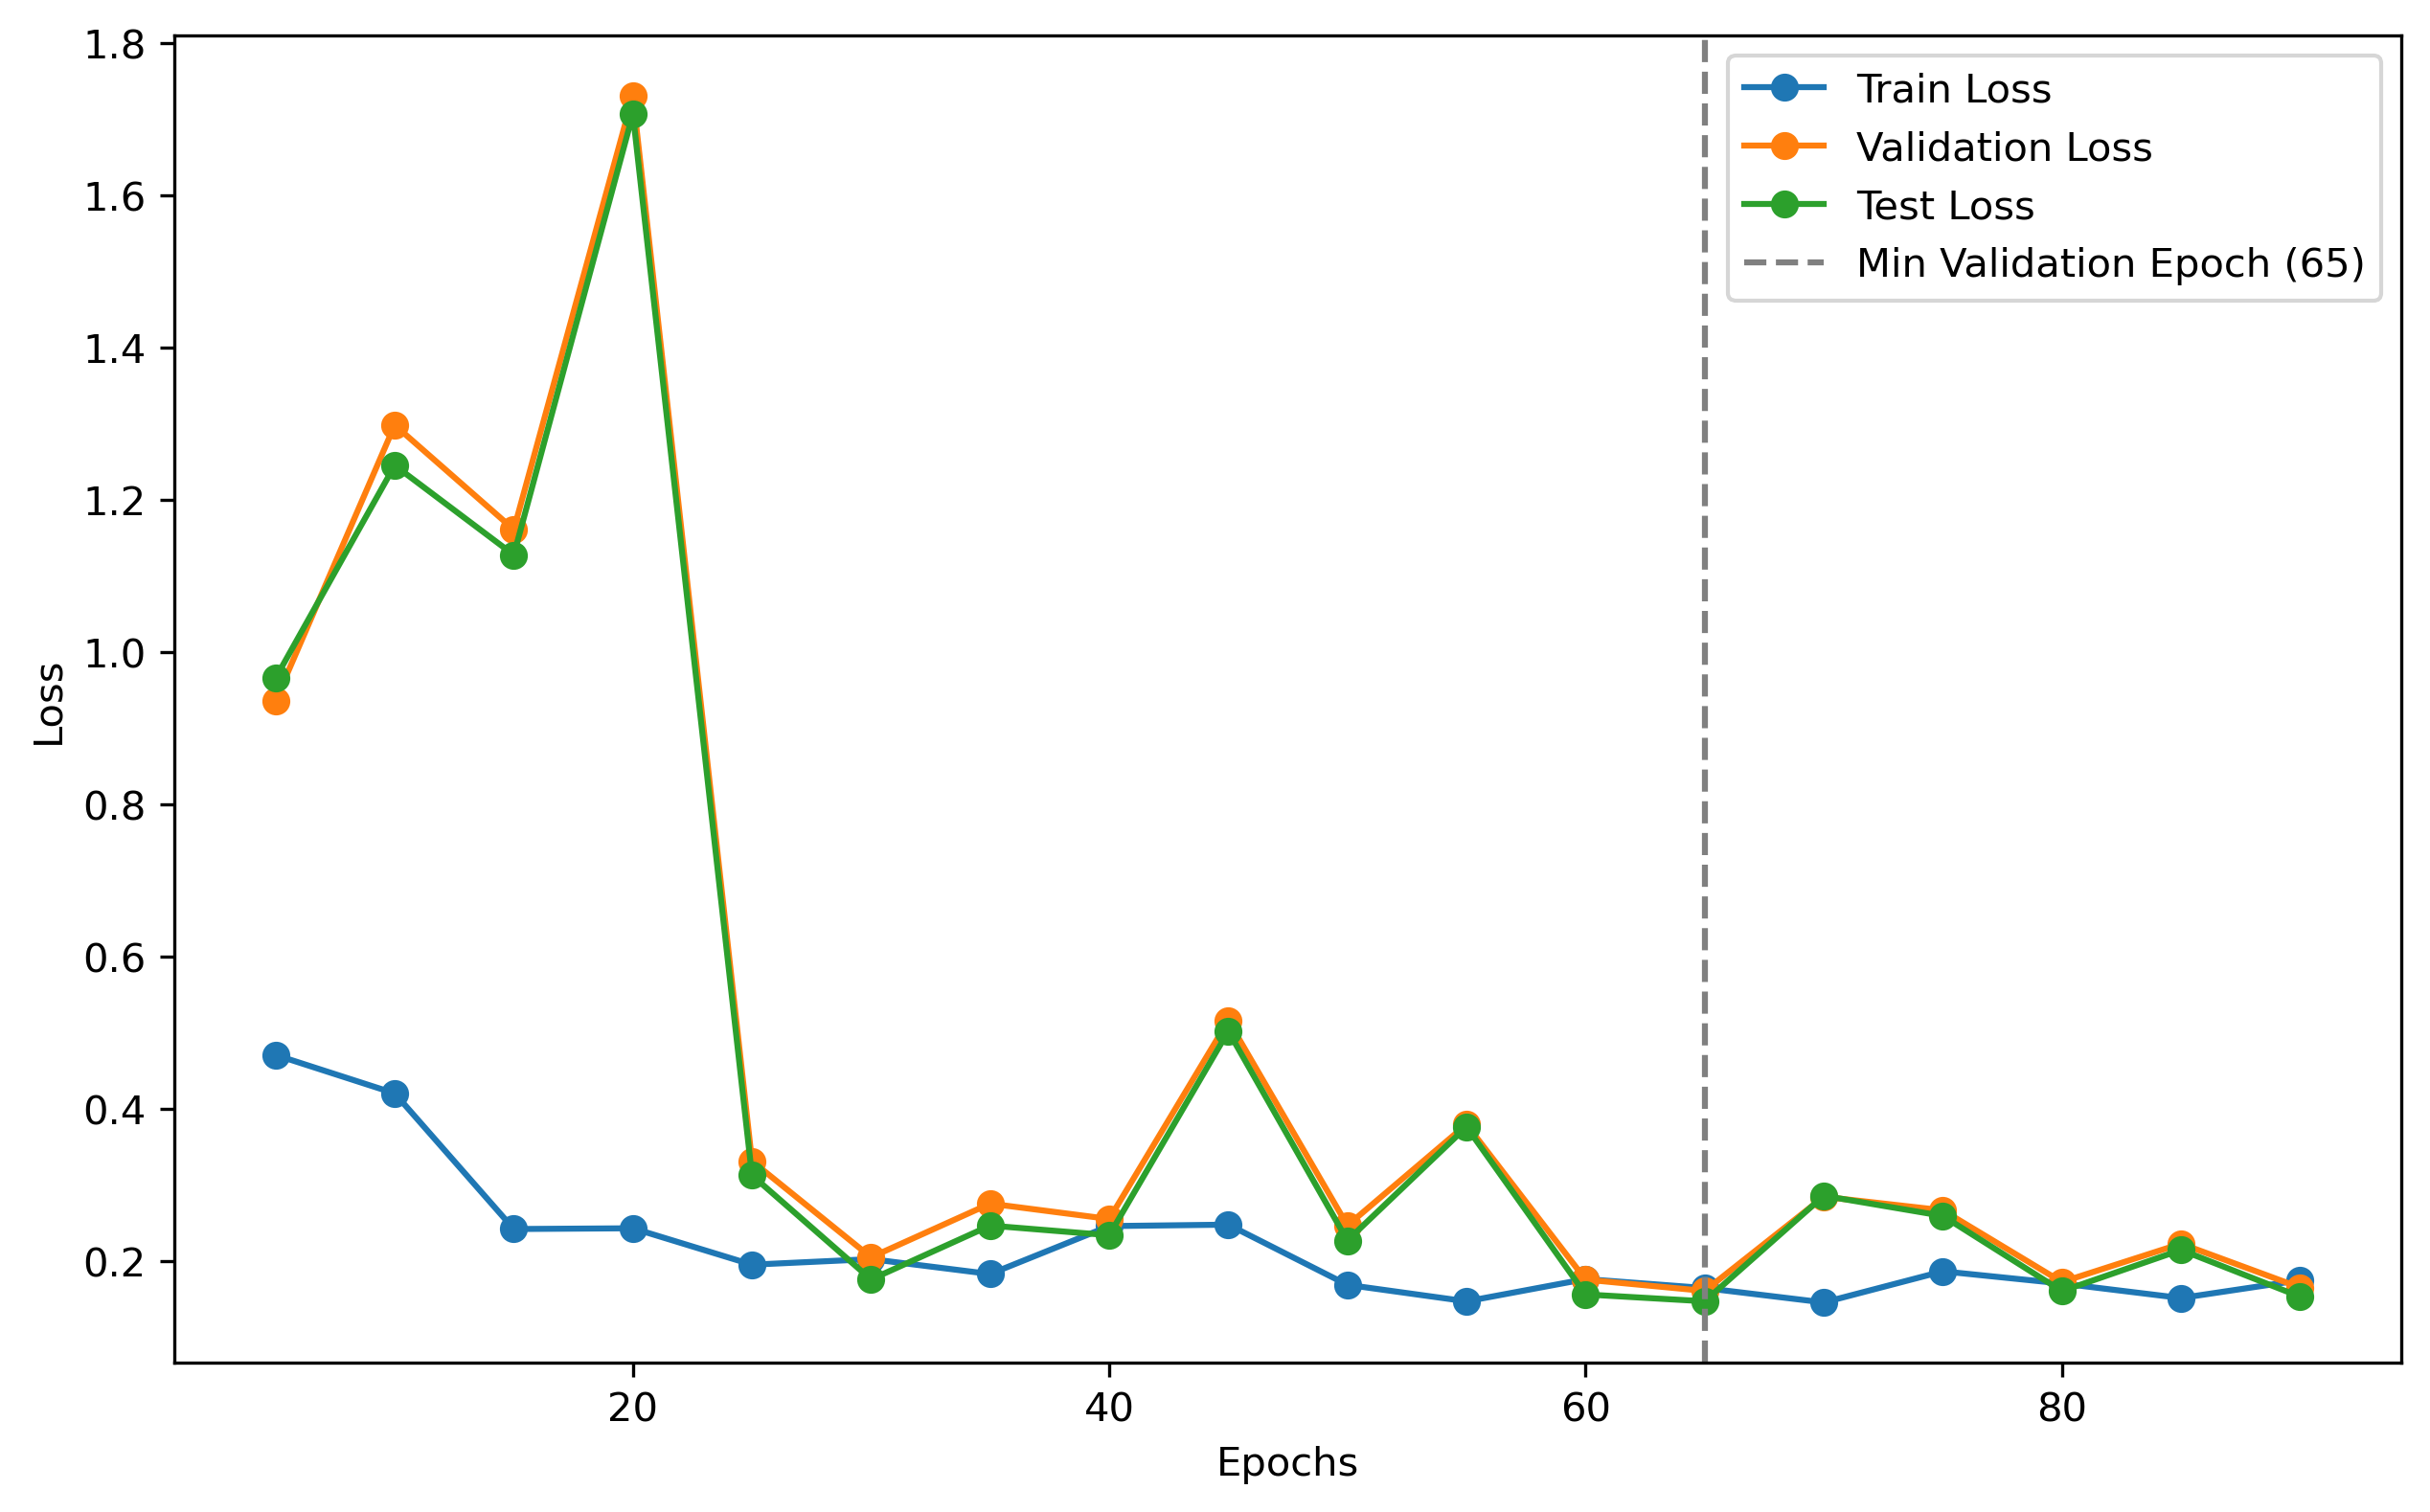 1.8
1.6
1.4
1.2
1.0
0.8
0.6
0.4
0.2
Loss
20
40
60
80
Epochs
Train Loss
Validation Loss
Test Loss
Min Validation Epoch (65)